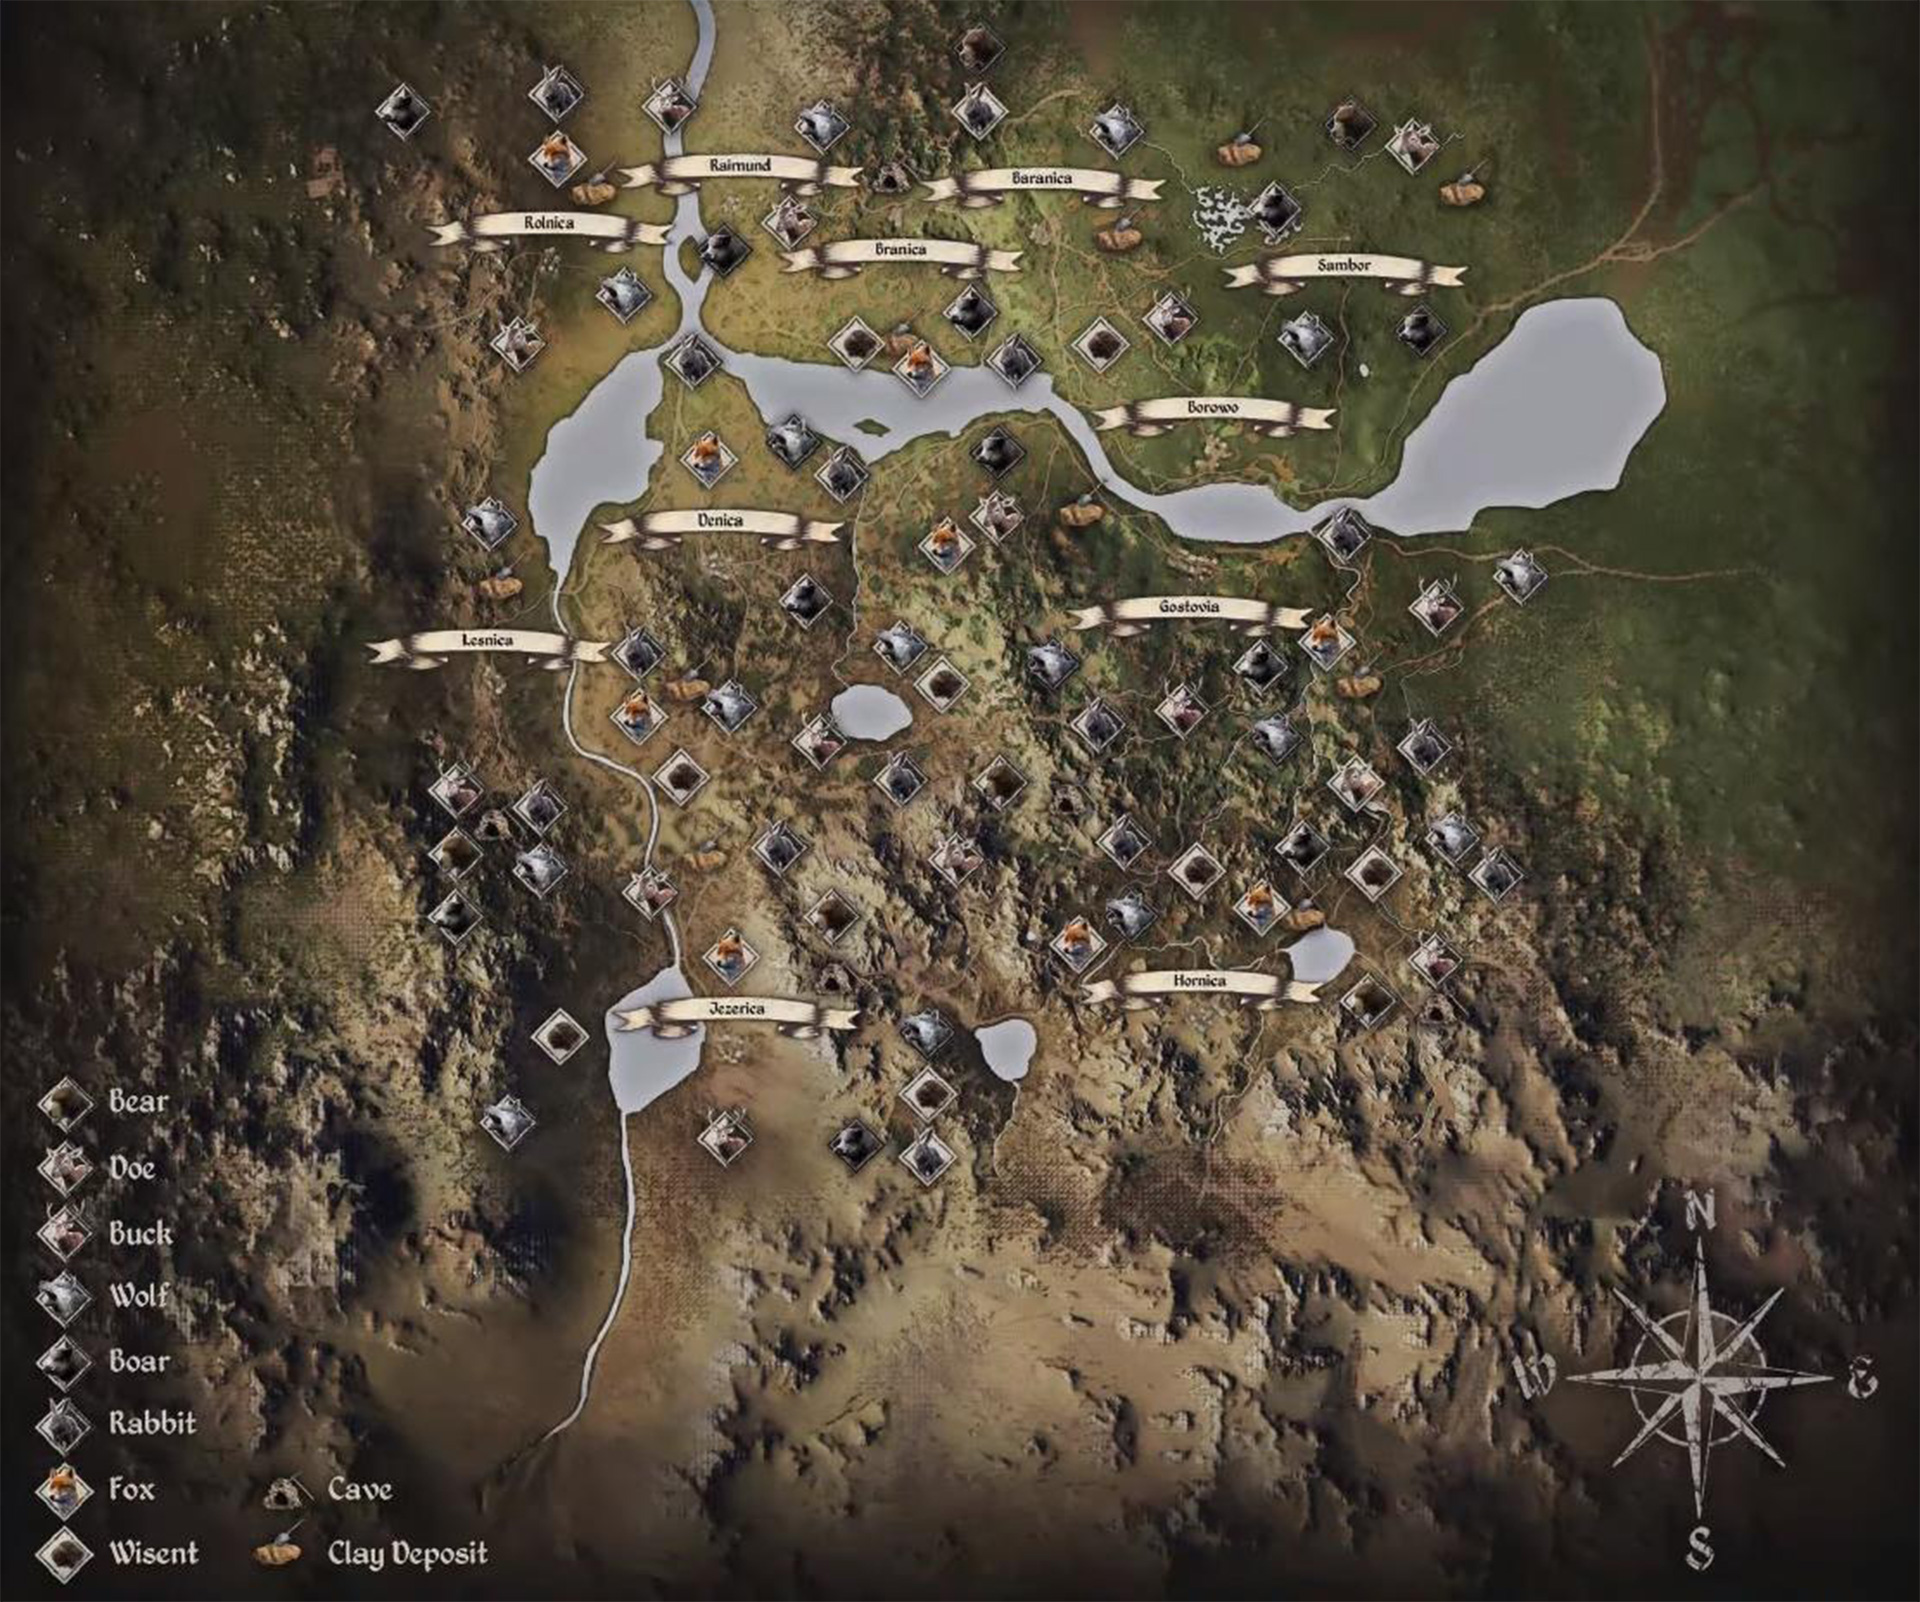 Raimund
Baranica
Rolnica
Branica
Sambor
Borowo
Denica
Gostovia
Lesnica
Hornica
Jezerica
Bear
Doe
Buck
Wolf
Boar
Rabbit
Fox
Cave
Wisent
Clay Deposit
N
W
E
S